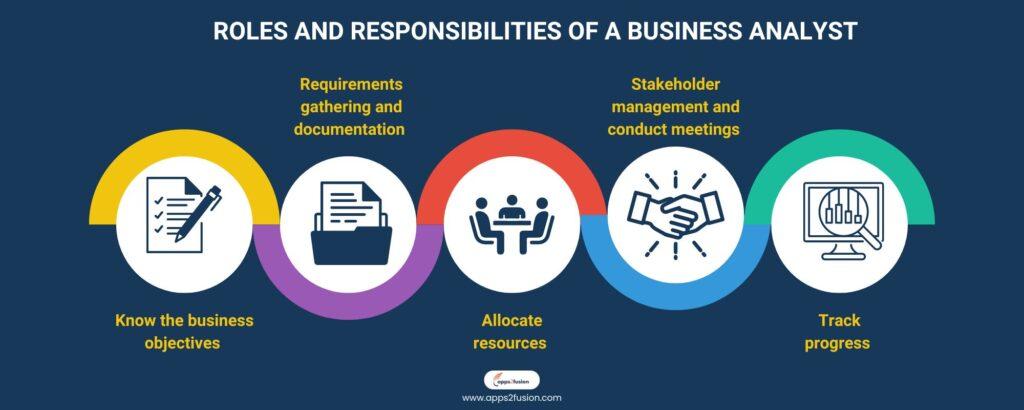 ROLES AND RESPONSIBILITIES OF A BUSINESS ANALYST
Know the business
objectives
Requirements
gathering and
documentation
Allocate
resources
Stakeholder
management and
conduct meetings
Track
progress
apps2fusion
www.apps2fusion.com